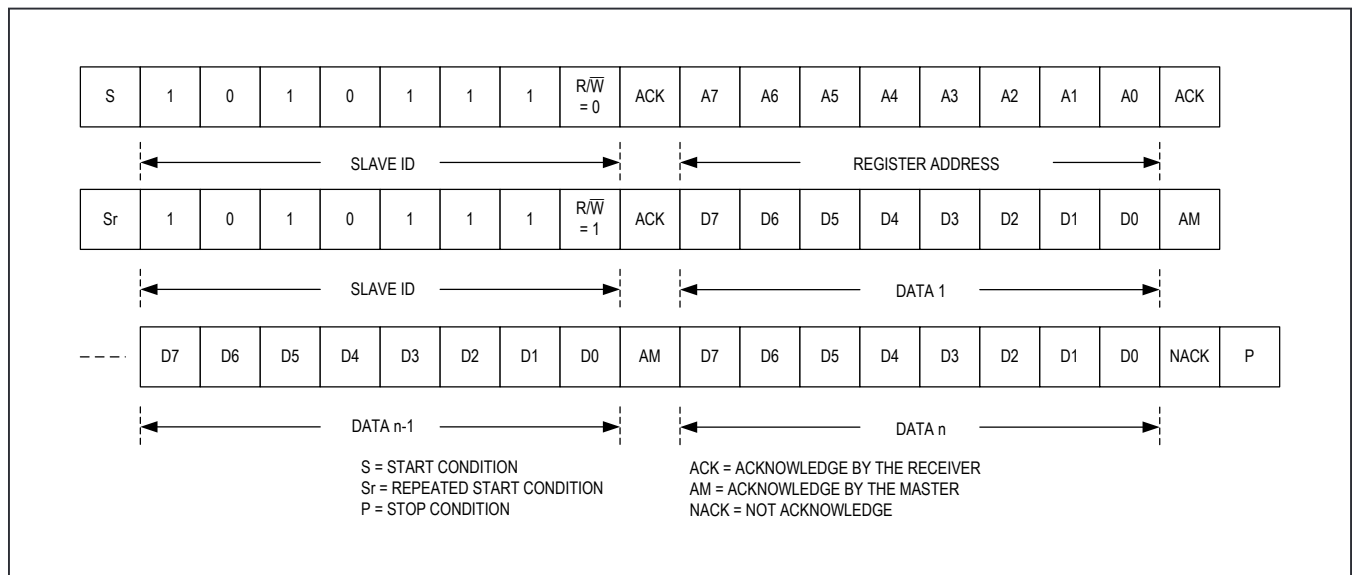 S 1 0 1 0 1 1 1 R/W̅ = 0 ACK A7 A6 A5 A4 A3 A2 A1 A0 ACK
SLAVE ID REGISTER ADDRESS
Sr 1 0 1 0 1 1 1 R/W̅ = 1 ACK D7 D6 D5 D4 D3 D2 D1 D0 AM
SLAVE ID DATA 1
D7 D6 D5 D4 D3 D2 D1 D0 AM D7 D6 D5 D4 D3 D2 D1 D0 NACK P
DATA n-1 DATA n
S = START CONDITION
Sr = REPEATED START CONDITION
P = STOP CONDITION
ACK = ACKNOWLEDGE BY THE RECEIVER
AM = ACKNOWLEDGE BY THE MASTER
NACK = NOT ACKNOWLEDGE